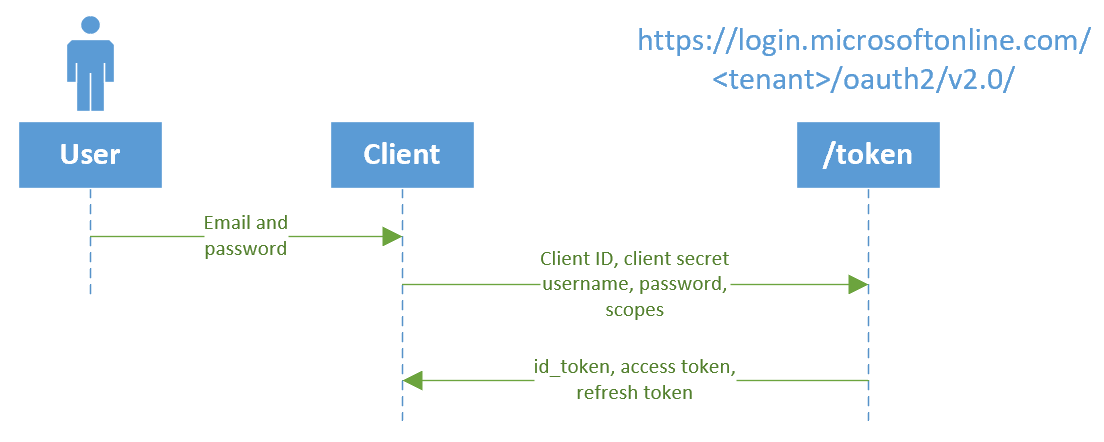 https://login.microsoftonline.com/
<tenant>/oauth2/v2.0/
User
Client
/token
Email and
password
Client ID, client secret
username, password,
scopes
id_token, access token,
refresh token